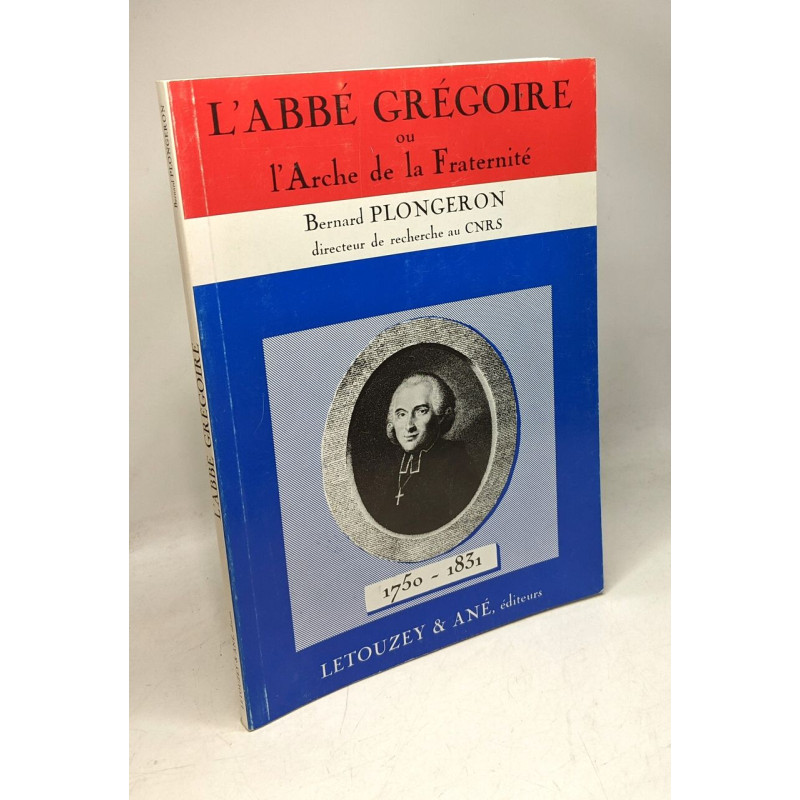 L'ABBÉ GRÉGOIRE
ou
l'Arche de la Fraternité
Bernard PLONGERON
directeur de recherche au CNRS
1750 - 1831
LETOUZEY & ANÉ, éditeurs
Bernard PLONGERON
L'ABBÉ GRÉGOIRE